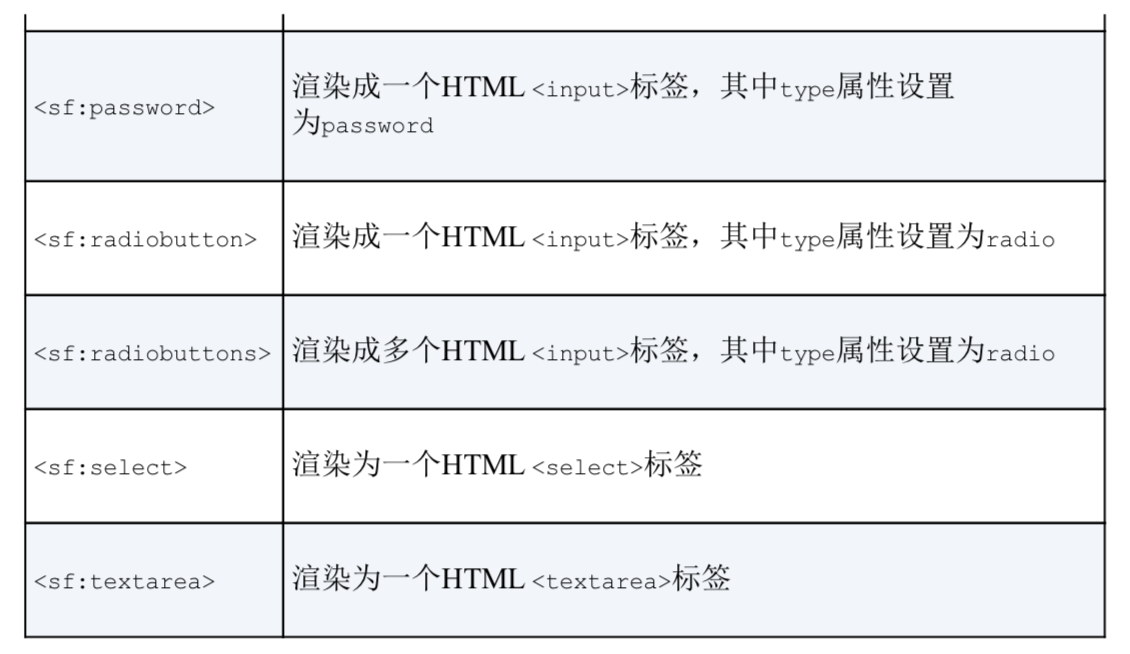 <sf:password>
渲染成一个HTML <input>标签，其中type属性设置
为password
<sf:radiobutton>
渲染成一个HTML <input>标签，其中type属性设置为radio
<sf:radiobuttons>
渲染成多个HTML <input>标签，其中type属性设置为radio
<sf:select>
渲染为一个HTML <select>标签
<sf:textarea>
渲染为一个HTML <textarea>标签